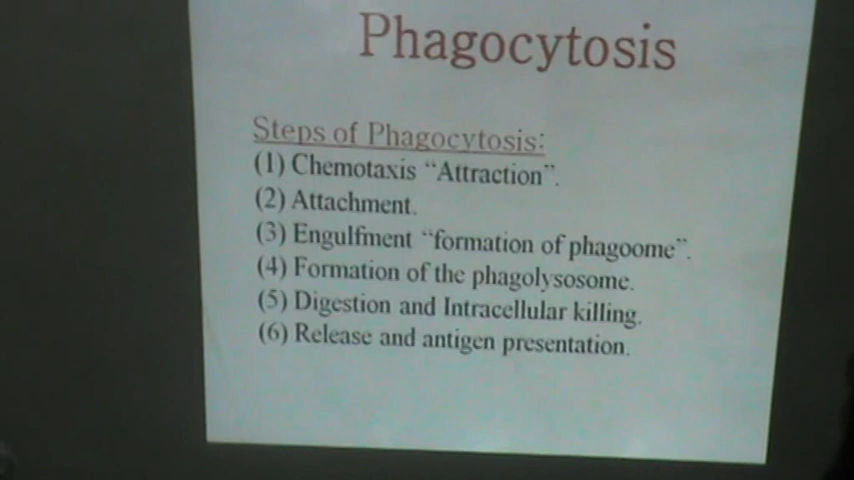 Phagocytosis
Steps of Phagocytosis:
(1) Chemotaxis “Attraction”.
(2) Attachment.
(3) Engulfment “formation of phagoome”.
(4) Formation of the phagolysosome.
(5) Digestion and Intracellular killing.
(6) Release and antigen presentation.